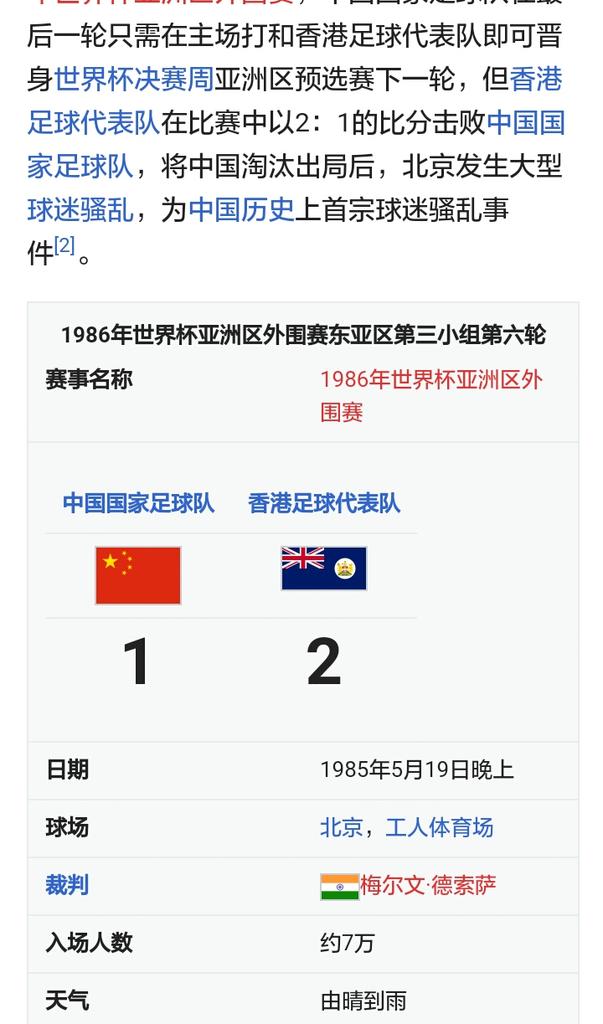 后一轮只需在主场打和香港足球代表队即可晋
身世界杯决赛周亚洲区预选赛下一轮，但香港
足球代表队在比赛中以2：1的比分击败中国国
家足球队，将中国淘汰出局后，北京发生大型
球迷骚乱，为中国历史上首宗球迷骚乱事
件[2]。
1986年世界杯亚洲区外围赛东亚区第三小组第六轮
赛事名称 1986年世界杯亚洲区外
围赛
中国国家足球队 香港足球代表队
1 2
日期 1985年5月19日晚上
球场 北京，工人体育场
裁判 梅尔文·德索萨
入场人数 约7万
天气 由晴到雨